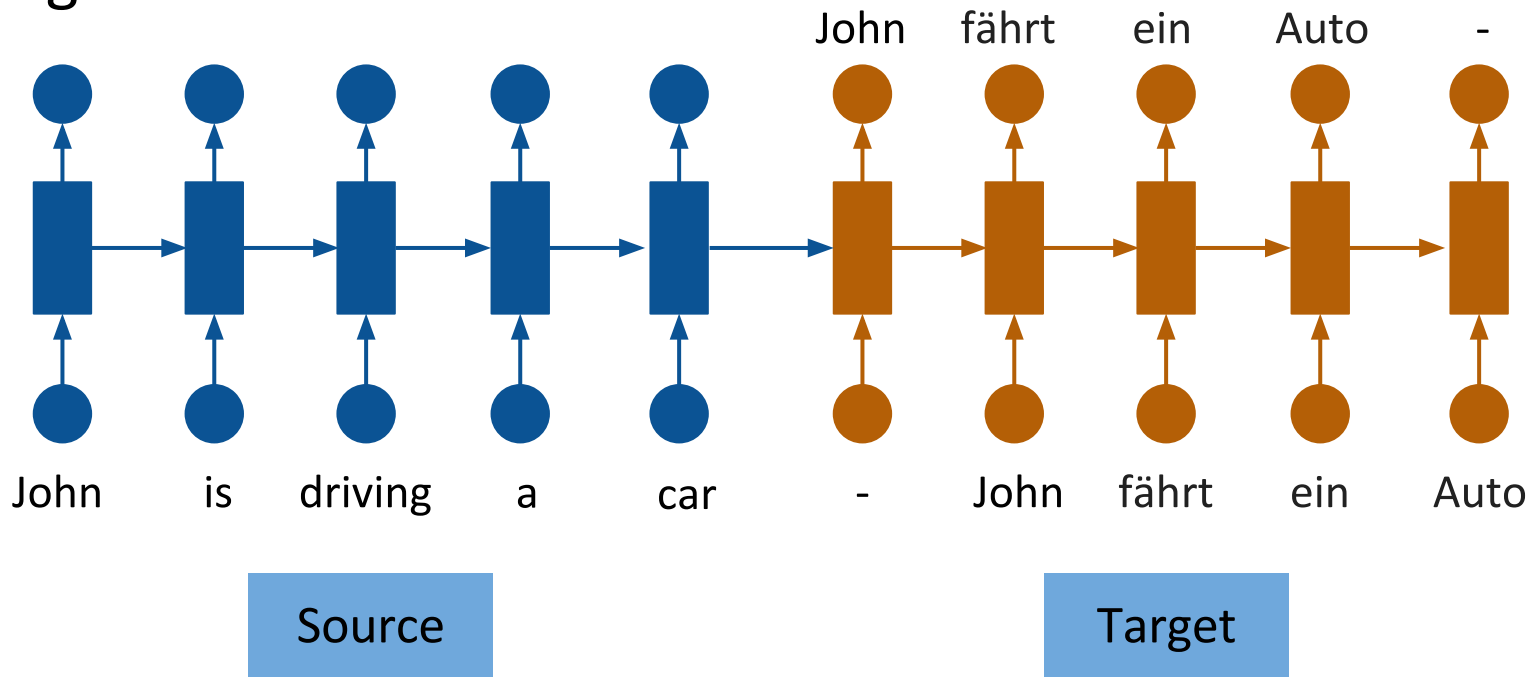 g
John fährt ein Auto -
John is driving a car - John fährt ein Auto
Source Target